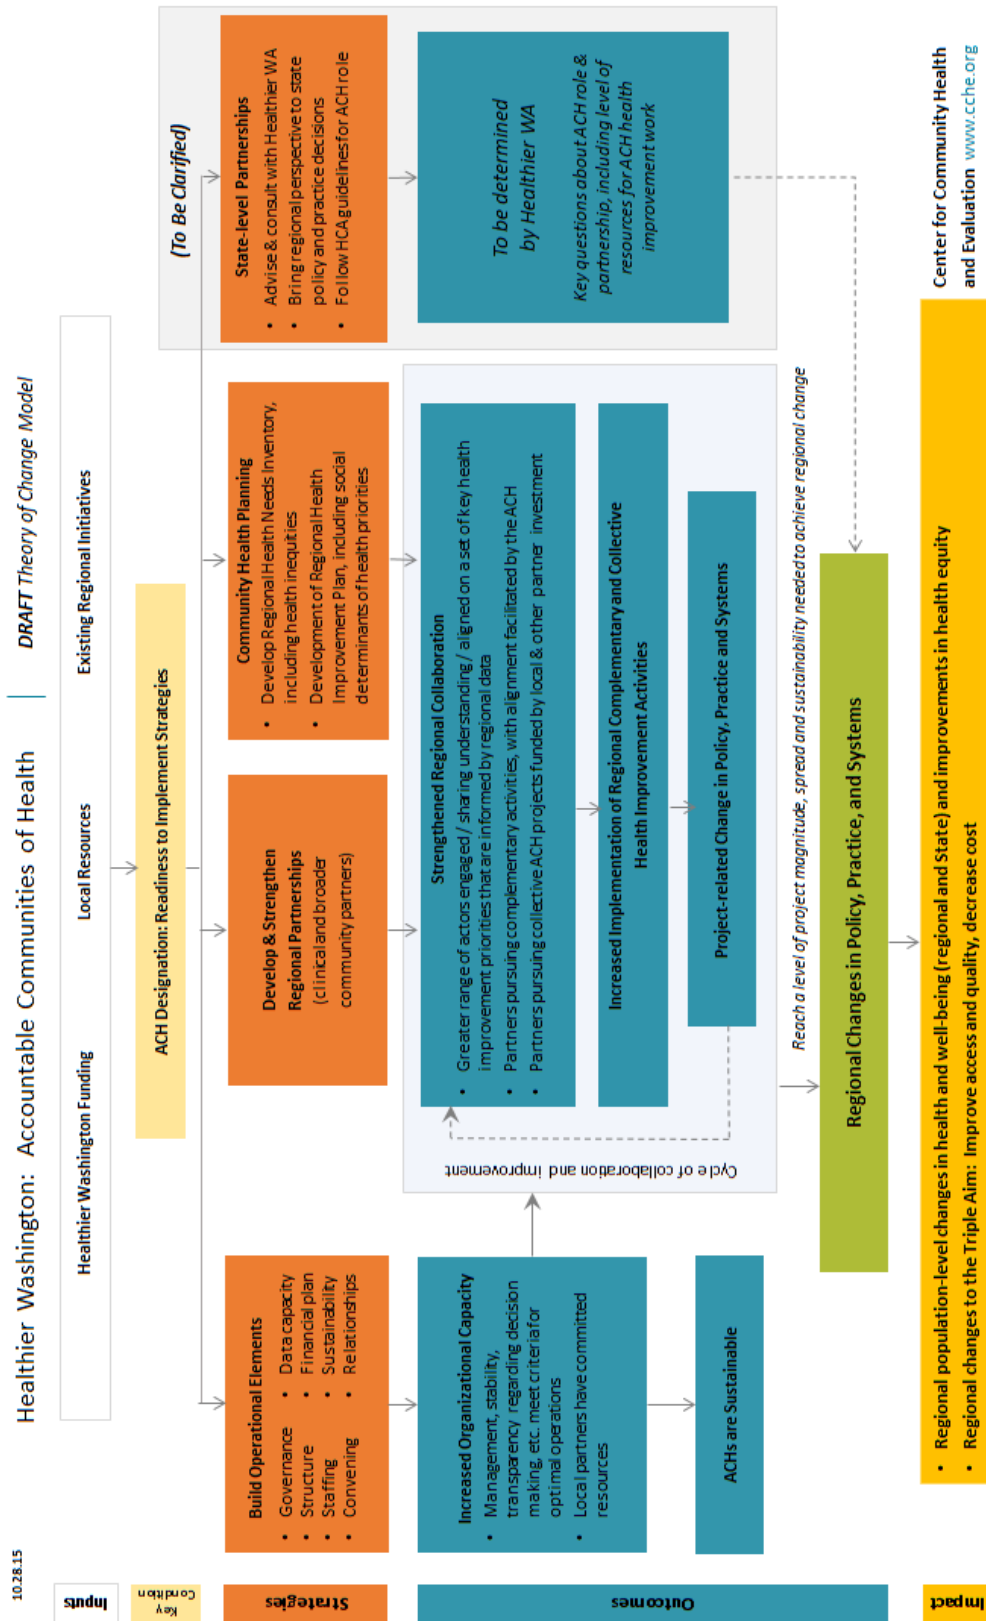 10.28.15
Healthier Washington: Accountable Communities of Health | DRAFT Theory of Change Model
Inputs
Healthier Washington Funding
Local Resources
Existing Regional Initiatives
Key
Condition
ACH Designation: Readiness to Implement Strategies
(To Be Clarified)
Strategies
Build Operational Elements
• Governance
• Structure
• Staffing
• Convening
• Data capacity
• Financial plan
• Sustainability
• Relationships
Develop & Strengthen
Regional Partnerships
(clinical and broader
community partners)
Community Health Planning
• Develop Regional Health Needs Inventory,
including health inequities
• Development of Regional Health
Improvement Plan, including social
determinants of health priorities
State-level Partnerships
• Advise & consult with Healthier WA
• Bring regional perspective to state
policy and practice decisions
• Follow HCA guidelines for ACH role
Outcomes
Increased Organizational Capacity
• Management, stability,
transparency regarding decision
making, etc. meet criteria for
optimal operations
• Local partners have committed
resources
ACHs are Sustainable
Cycle of collaboration and improvement
Strengthened Regional Collaboration
• Greater range of actors engaged / sharing understanding / aligned on a set of key health
improvement priorities that are informed by regional data
• Partners pursuing complementary activities, with alignment facilitated by the ACH
• Partners pursuing collective ACH projects funded by local & other partner investment
Increased Implementation of Regional Complementary and Collective
Health Improvement Activities
Project-related Change in Policy, Practice and Systems
To be determined
by Healthier WA
Key questions about ACH role &
partnership, including level of
resources for ACH health
improvement work
Reach a level of project magnitude, spread and sustainability needed to achieve regional change
Regional Changes in Policy, Practice, and Systems
Impact
• Regional population-level changes in health and well-being (regional and State) and improvements in health equity
• Regional changes to the Triple Aim: Improve access and quality, decrease cost
Center for Community Health
and Evaluation www.cche.org